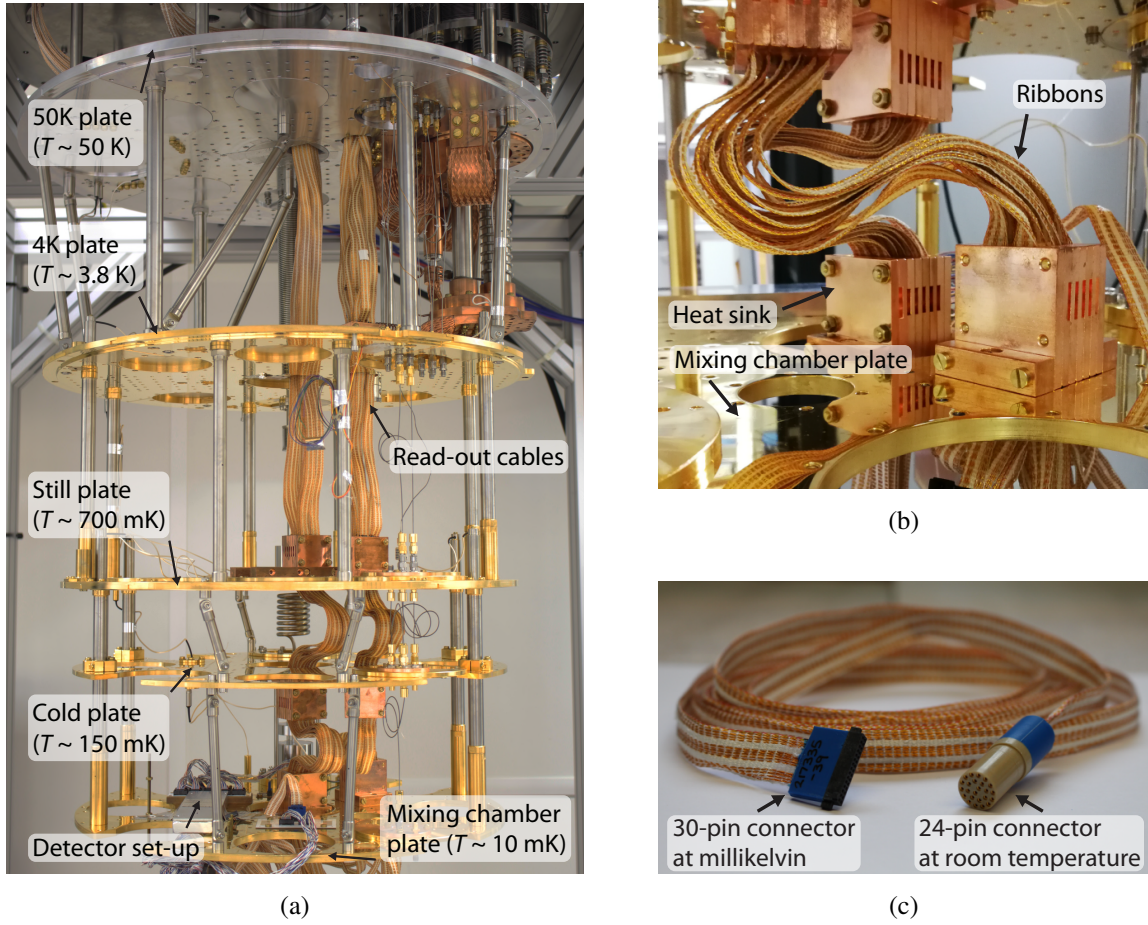 50K plate
(T ~ 50 K)
4K plate
(T ~ 3.8 K)
Read-out cables
Still plate
(T ~ 700 mK)
Cold plate
(T ~ 150 mK)
Detector set-up
Mixing chamber
plate (T ~ 10 mK)
(a)
Ribbons
Heat sink
Mixing chamber plate
(b)
217335
-39
30-pin connector
at millikelvin
24-pin connector
at room temperature
(c)